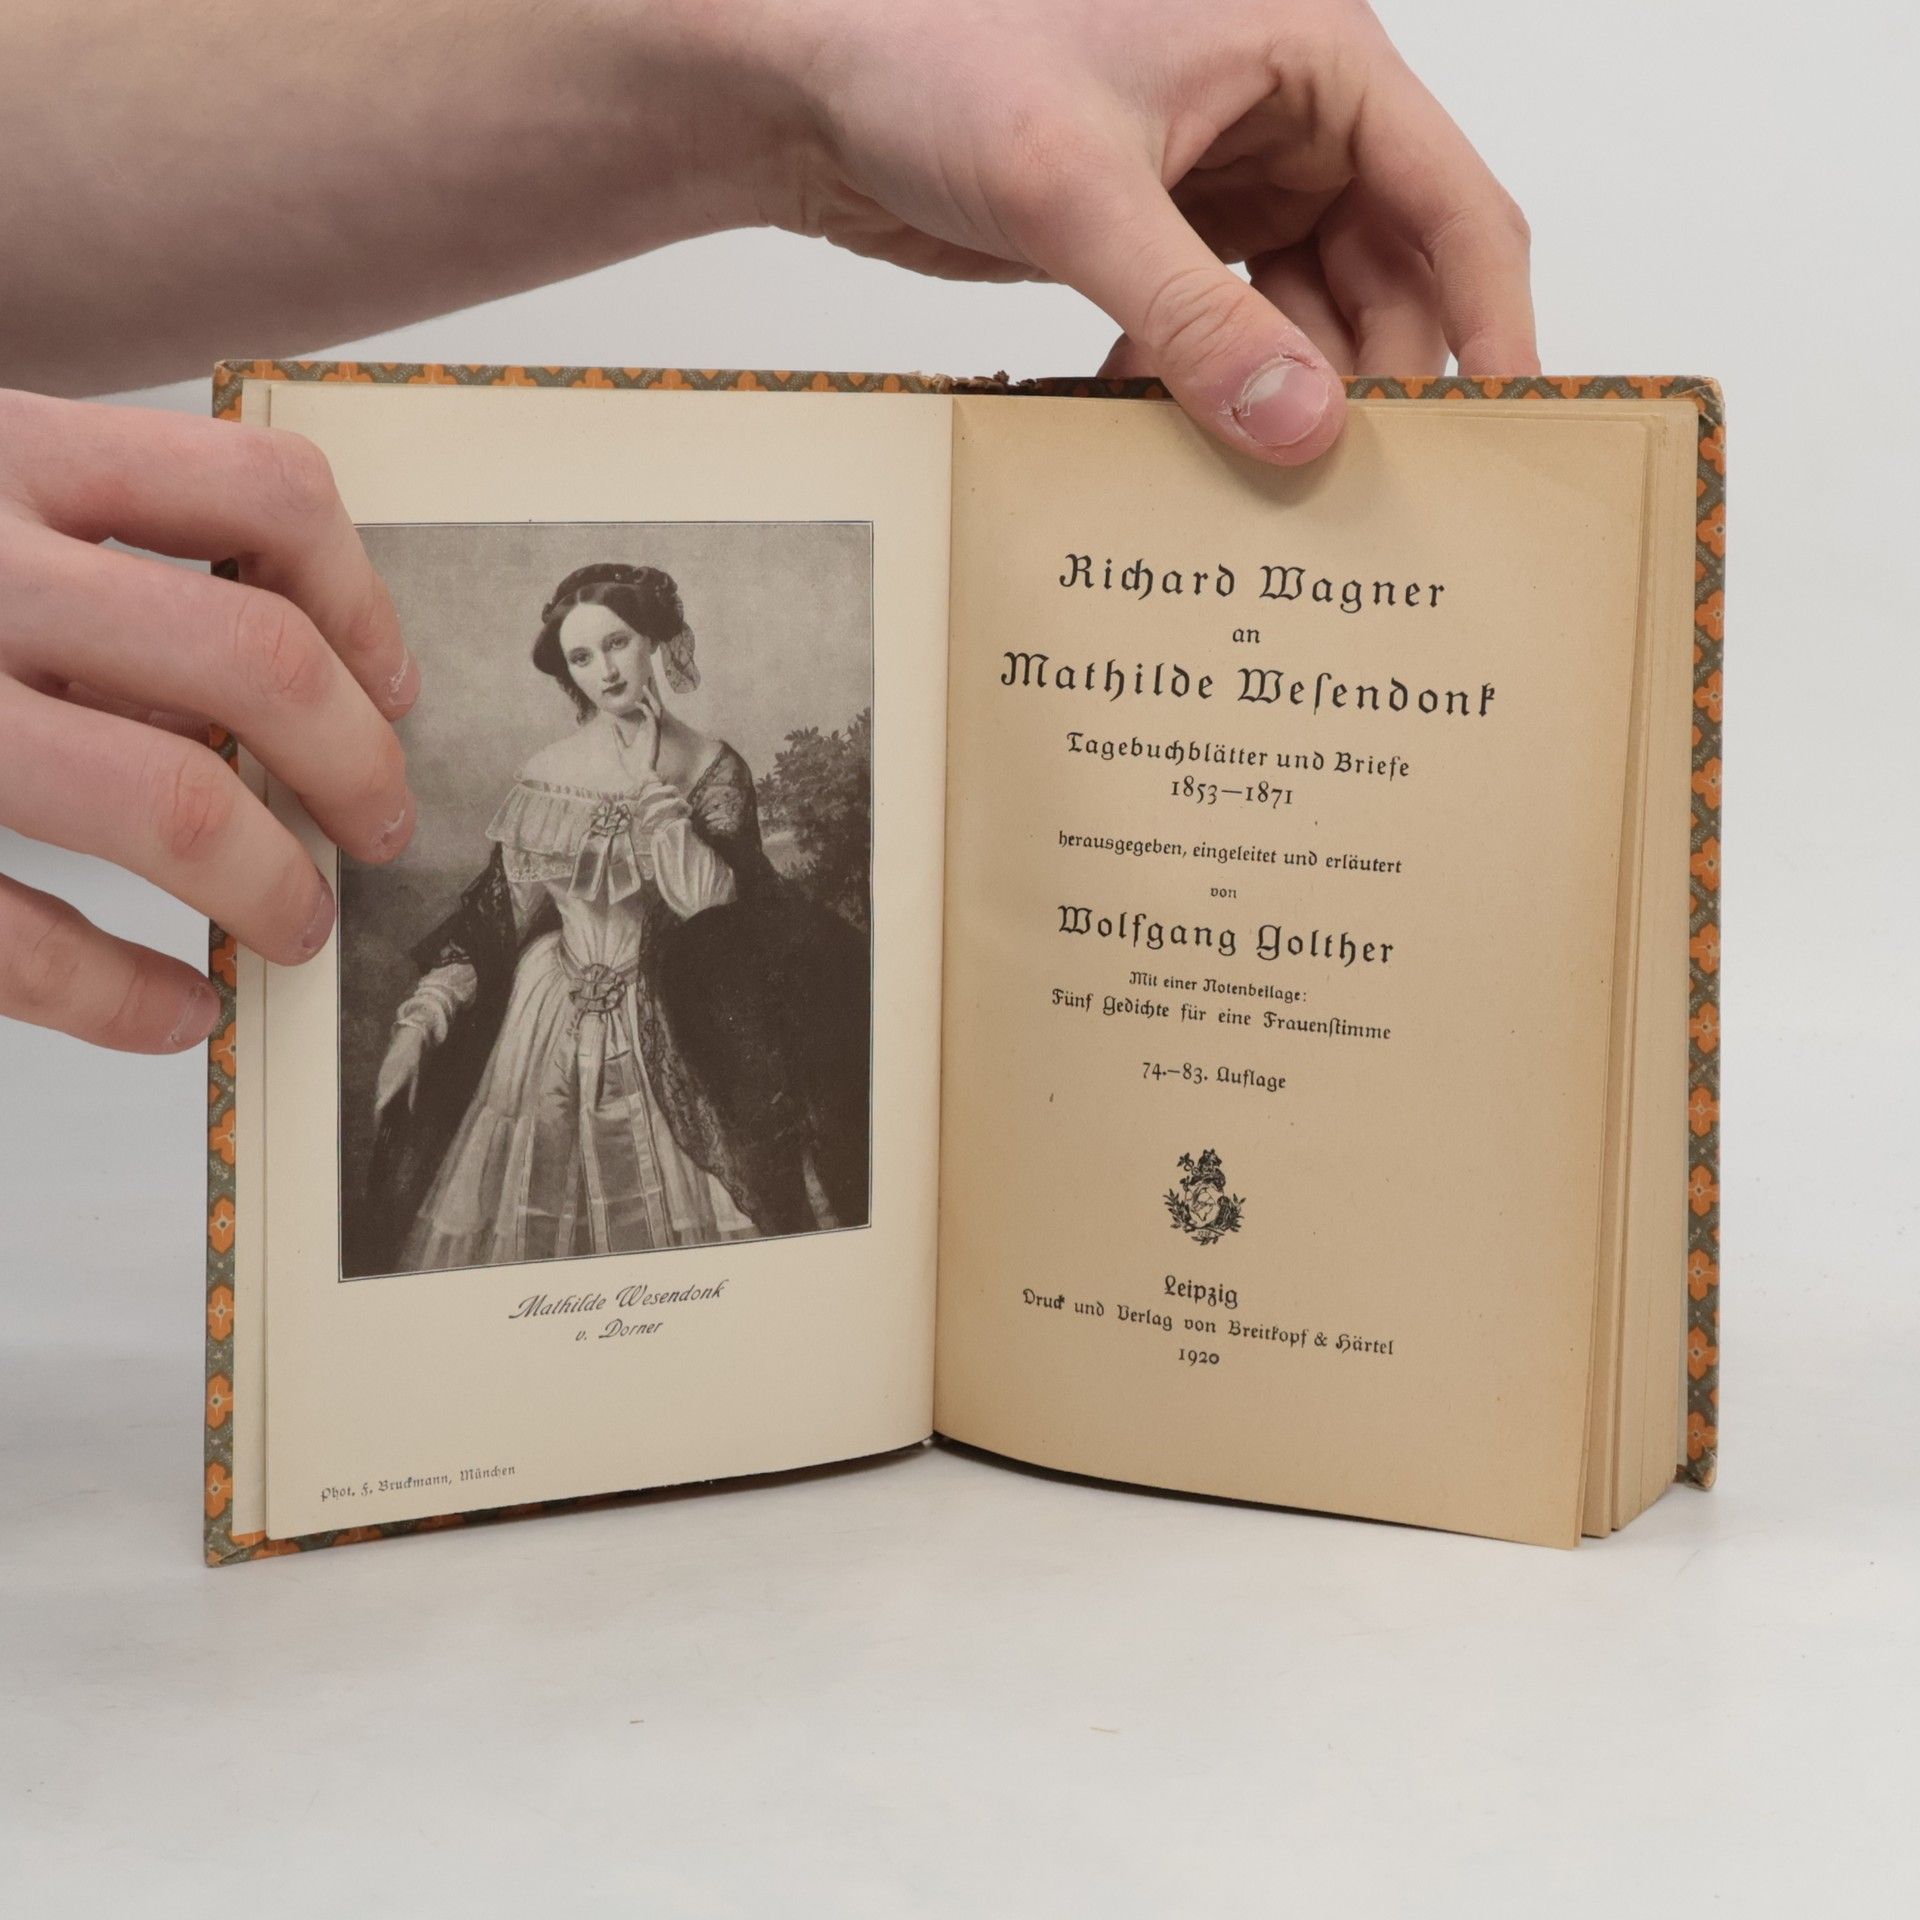 Mathilde Wesendonk
v. Dorner
Phot. F. Bruckmann, München
Richard Wagner
an
Mathilde Weſendonk
Tagebuchblätter und Briefe
1853—1871
herausgegeben, eingeleitet und erläutert
von
Wolfgang Golther
Mit einer Notenbeilage:
Fünf Gedichte für eine Frauenſtimme
74.—83. Auflage
Leipzig
Druck und Verlag von Breitkopf & Härtel
1920